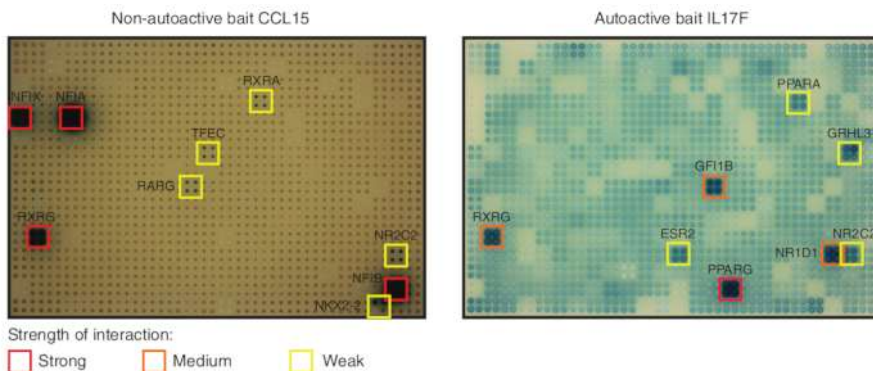 Non-autoactive bait CCL15
Autoactive bait IL17F
RXRA
PPARA
NFIX
NFIA
TFEC
GRHL3
RARG
GFI1B
RXRG
RXRG
NR2C2
ESR2
NR1D1
NR2C2
NFIB
PPARG
NKX2-2
Strength of interaction:
Strong
Medium
Weak